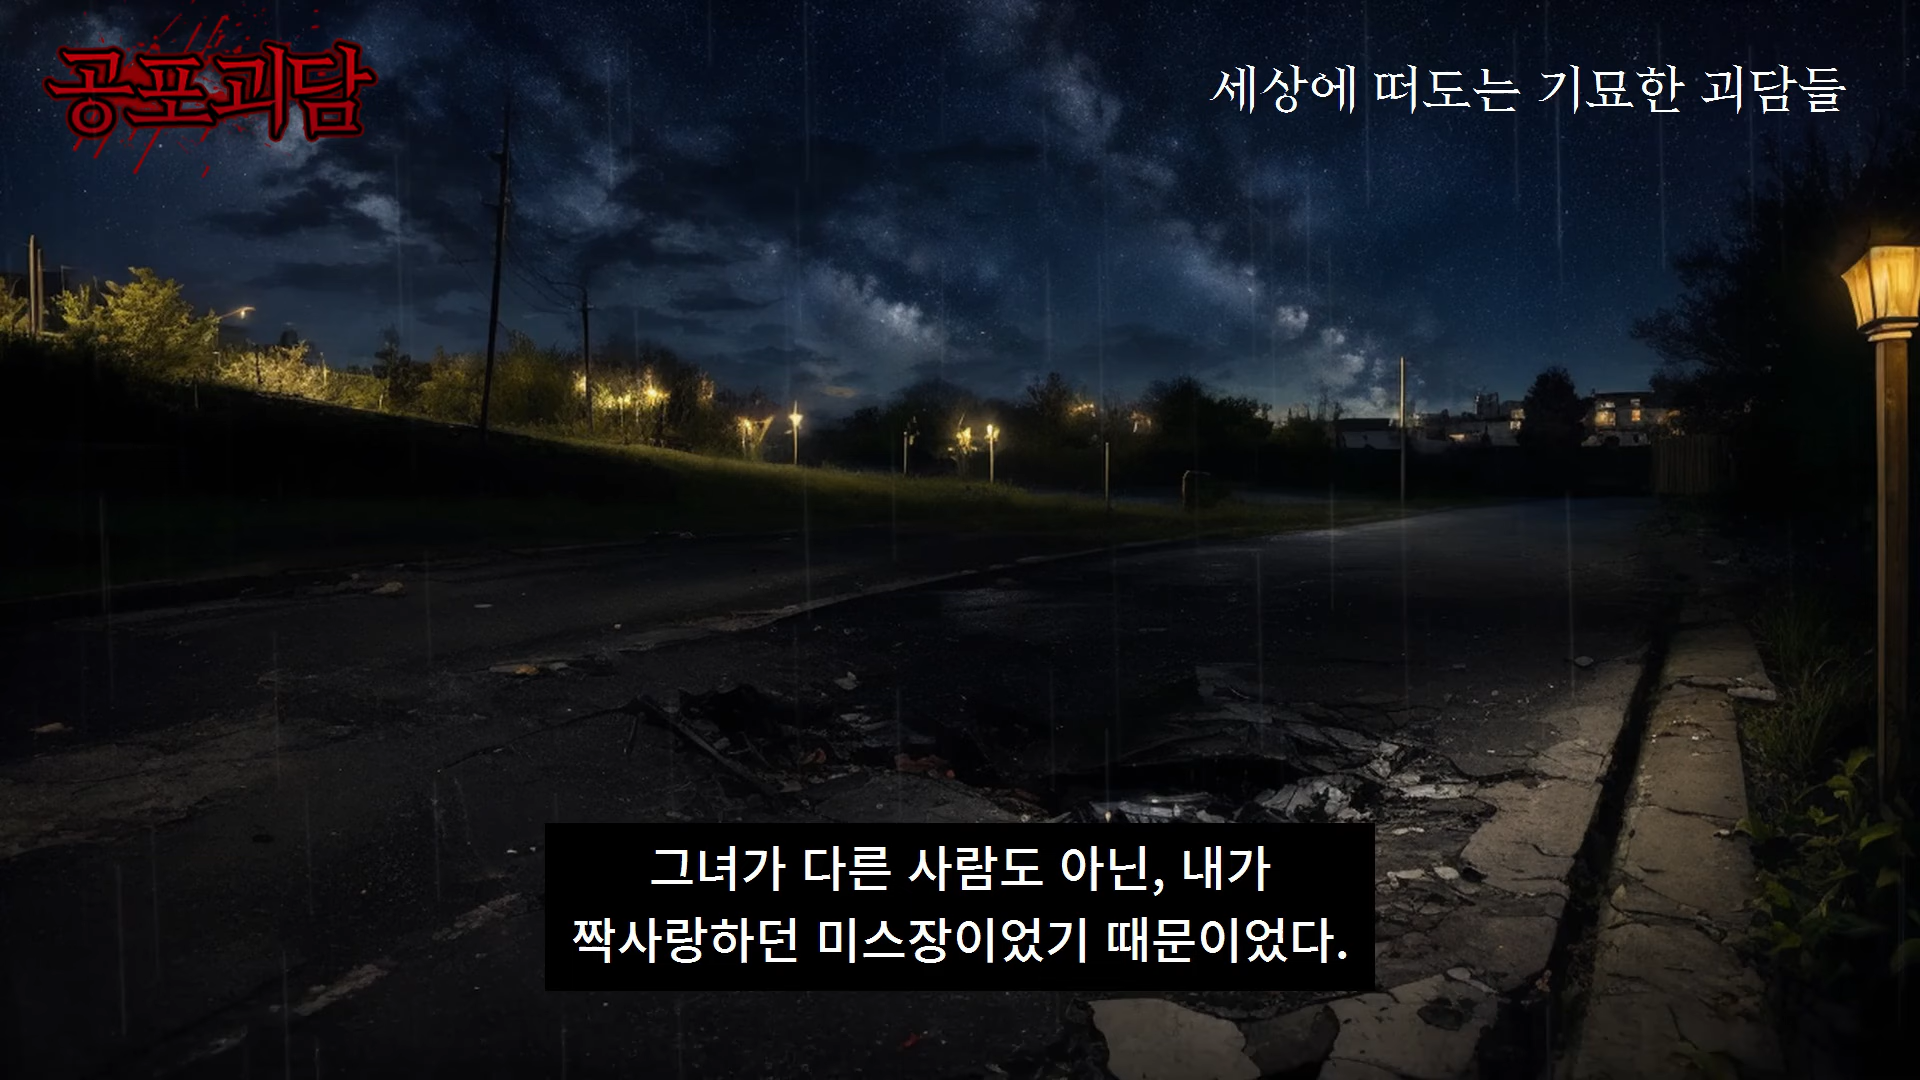 공포괴담
세상에 떠도는 기묘한 괴담들
그녀가 다른 사람도 아닌, 내가
짝사랑하던 미스장이었기 때문이었다.